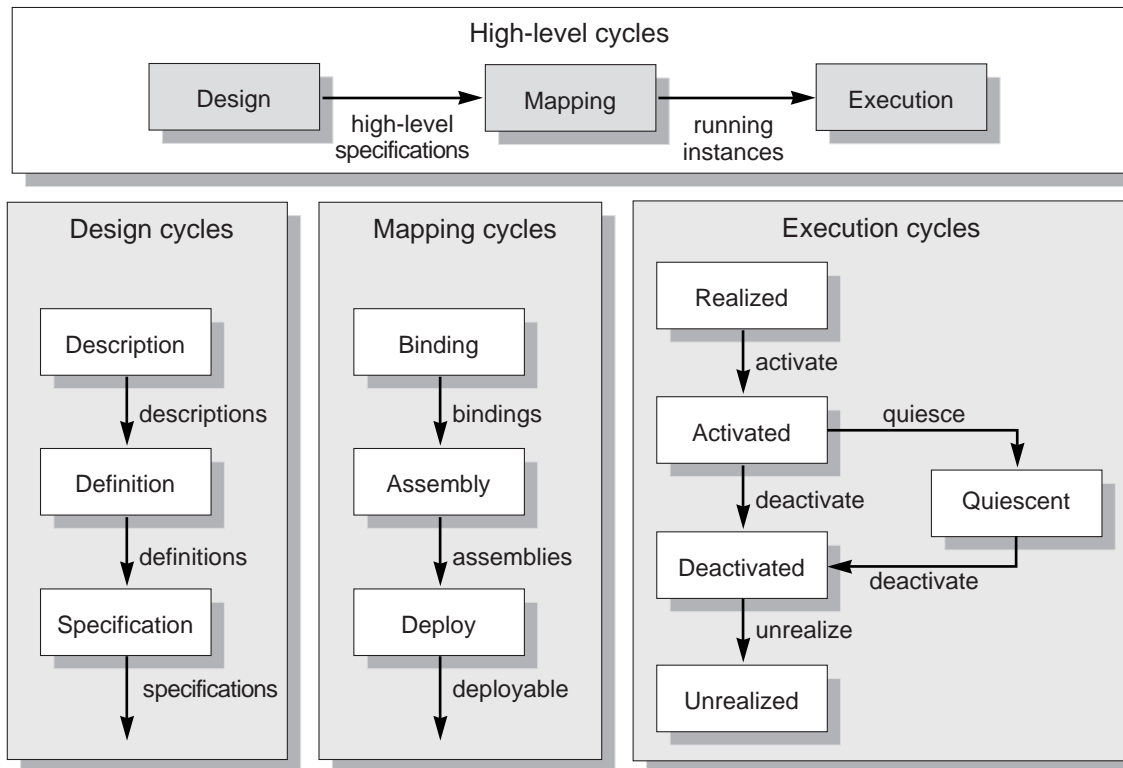 High-level cycles
Design
Mapping
Execution
high-level
specifications
running
instances
Design cycles
Description
descriptions
Definition
definitions
Specification
specifications
Mapping cycles
Binding
bindings
Assembly
assemblies
Deploy
deployable
Execution cycles
Realized
activate
Activated
quiesce
deactivate
Quiescent
Deactivated
deactivate
unrealize
Unrealized